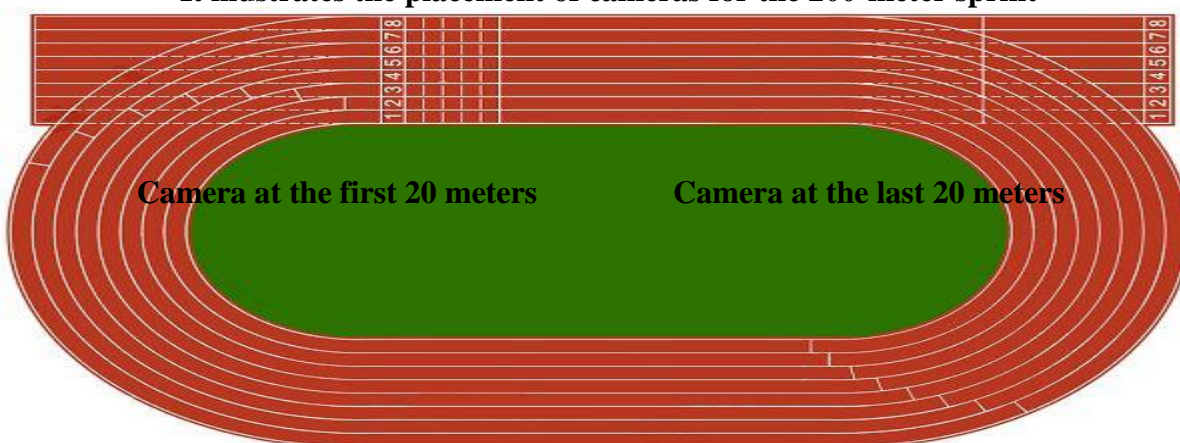 It illustrates the placement of cameras for the 200-meter sprint
12345678
12345678
Camera at the first 20 meters
Camera at the last 20 meters